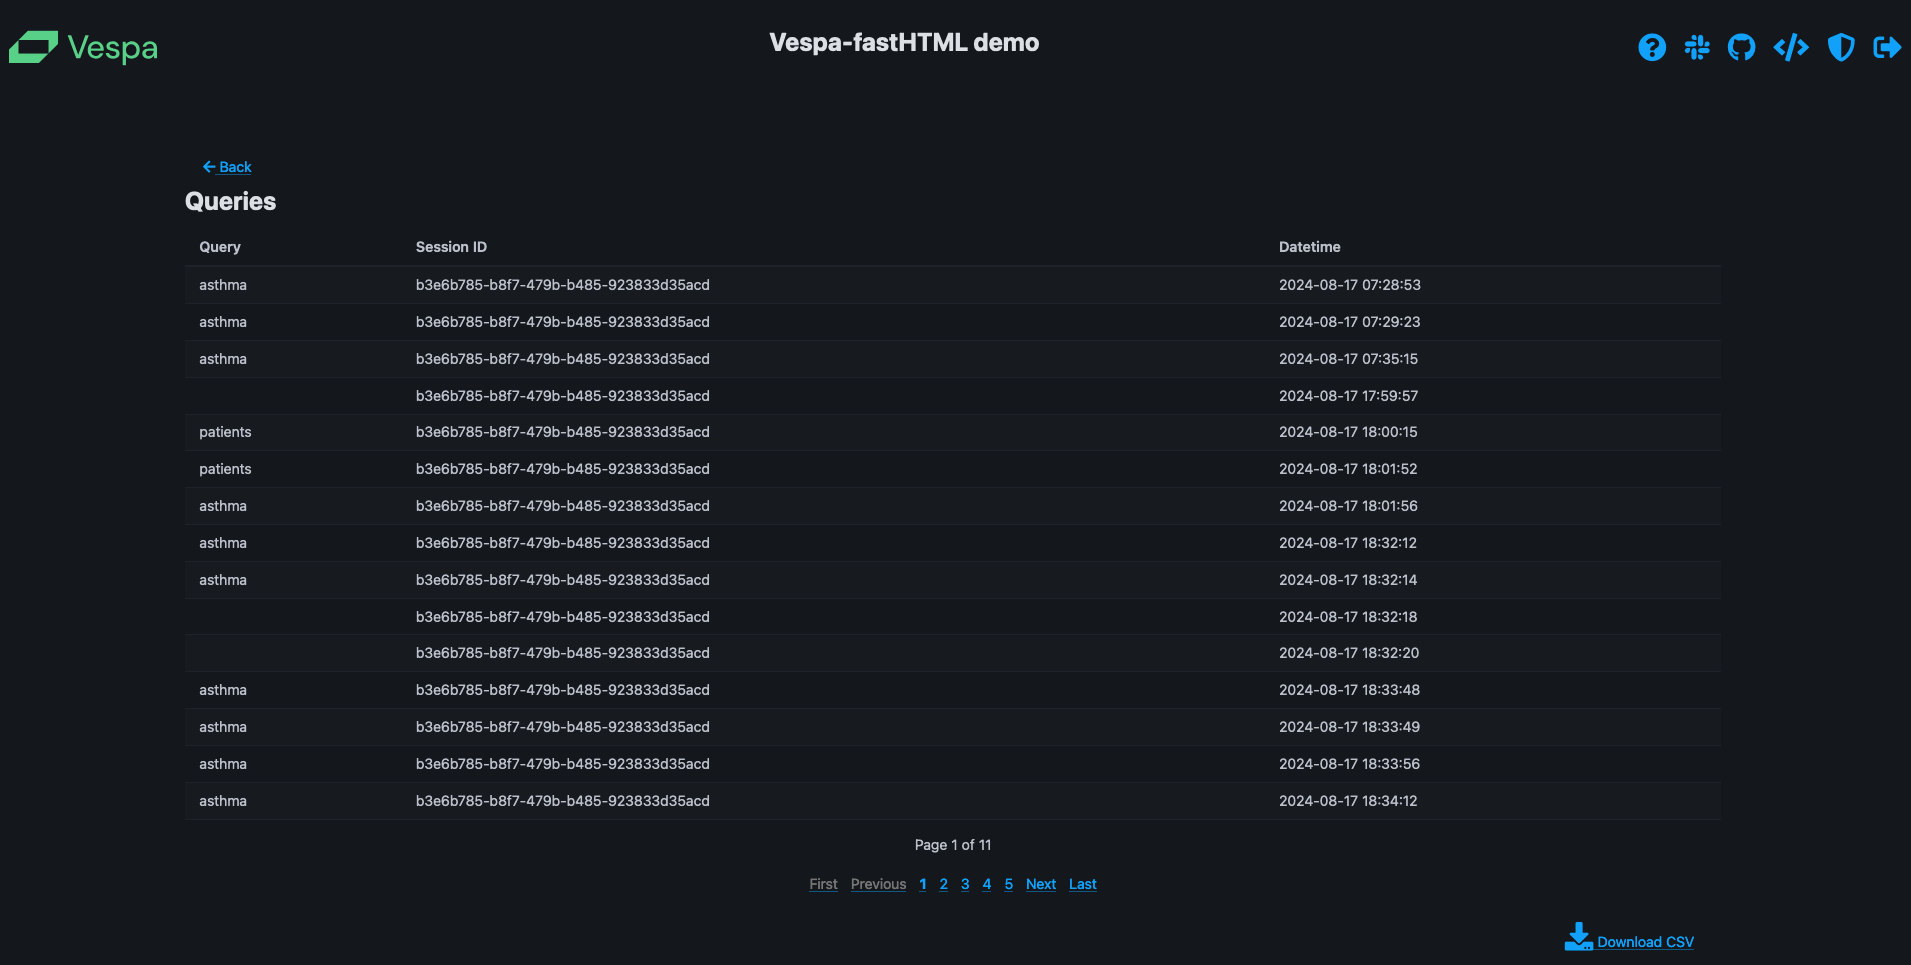 Vespa
Vespa-fastHTML demo
Back
Queries
Query Session ID Datetime
asthma b3e6b785-b8f7-479b-b485-923833d35acd 2024-08-17 07:28:53
asthma b3e6b785-b8f7-479b-b485-923833d35acd 2024-08-17 07:29:23
asthma b3e6b785-b8f7-479b-b485-923833d35acd 2024-08-17 07:35:15
b3e6b785-b8f7-479b-b485-923833d35acd 2024-08-17 17:59:57
patients b3e6b785-b8f7-479b-b485-923833d35acd 2024-08-17 18:00:15
patients b3e6b785-b8f7-479b-b485-923833d35acd 2024-08-17 18:01:52
asthma b3e6b785-b8f7-479b-b485-923833d35acd 2024-08-17 18:01:56
asthma b3e6b785-b8f7-479b-b485-923833d35acd 2024-08-17 18:32:12
asthma b3e6b785-b8f7-479b-b485-923833d35acd 2024-08-17 18:32:14
b3e6b785-b8f7-479b-b485-923833d35acd 2024-08-17 18:32:18
b3e6b785-b8f7-479b-b485-923833d35acd 2024-08-17 18:32:20
asthma b3e6b785-b8f7-479b-b485-923833d35acd 2024-08-17 18:33:48
asthma b3e6b785-b8f7-479b-b485-923833d35acd 2024-08-17 18:33:49
asthma b3e6b785-b8f7-479b-b485-923833d35acd 2024-08-17 18:33:56
asthma b3e6b785-b8f7-479b-b485-923833d35acd 2024-08-17 18:34:12
Page 1 of 11
First Previous 1 2 3 4 5 Next Last
Download CSV